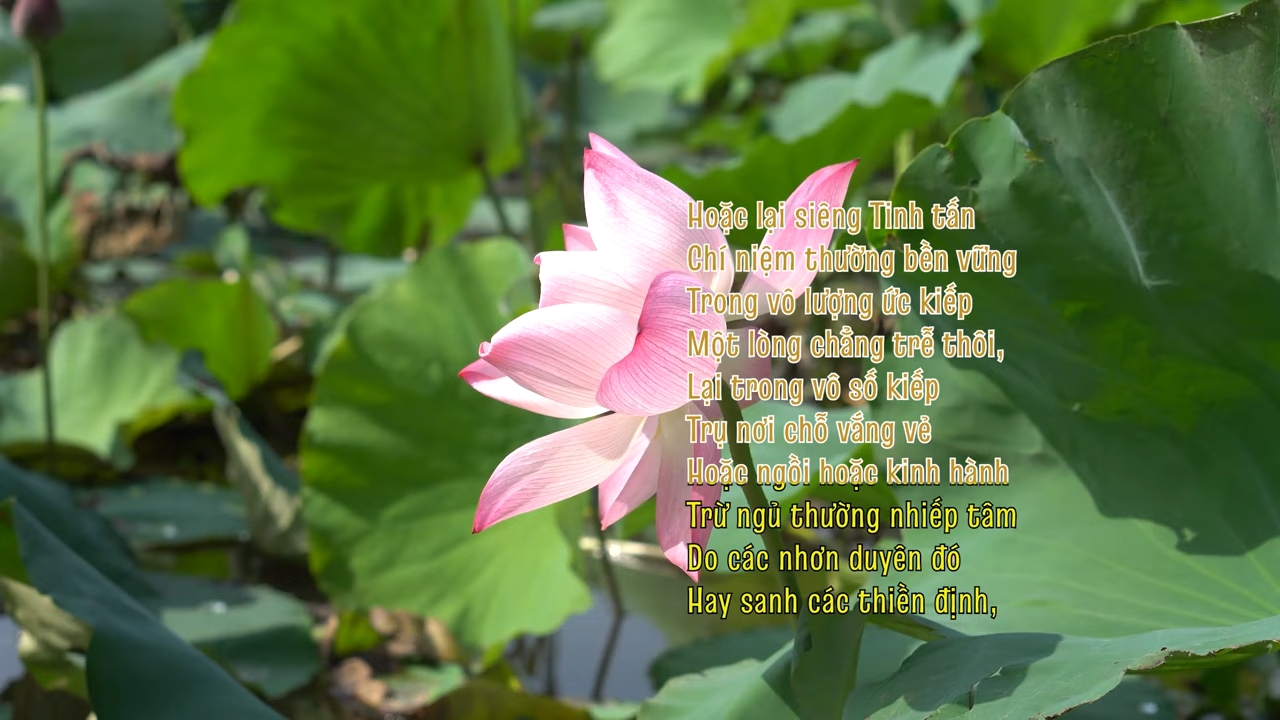 Hoặc lại siêng Tinh tấn
Chí niệm thường bền vững
Trong vô lượng ức kiếp
Một lòng chẳng trễ thôi,
Lại trong vô số kiếp
Trụ nơi chỗ vắng vẻ
Hoặc ngồi hoặc kinh hành
Trừ ngủ thường nhiếp tâm
Do các nhơn duyên đó
Hay sanh các thiền định,